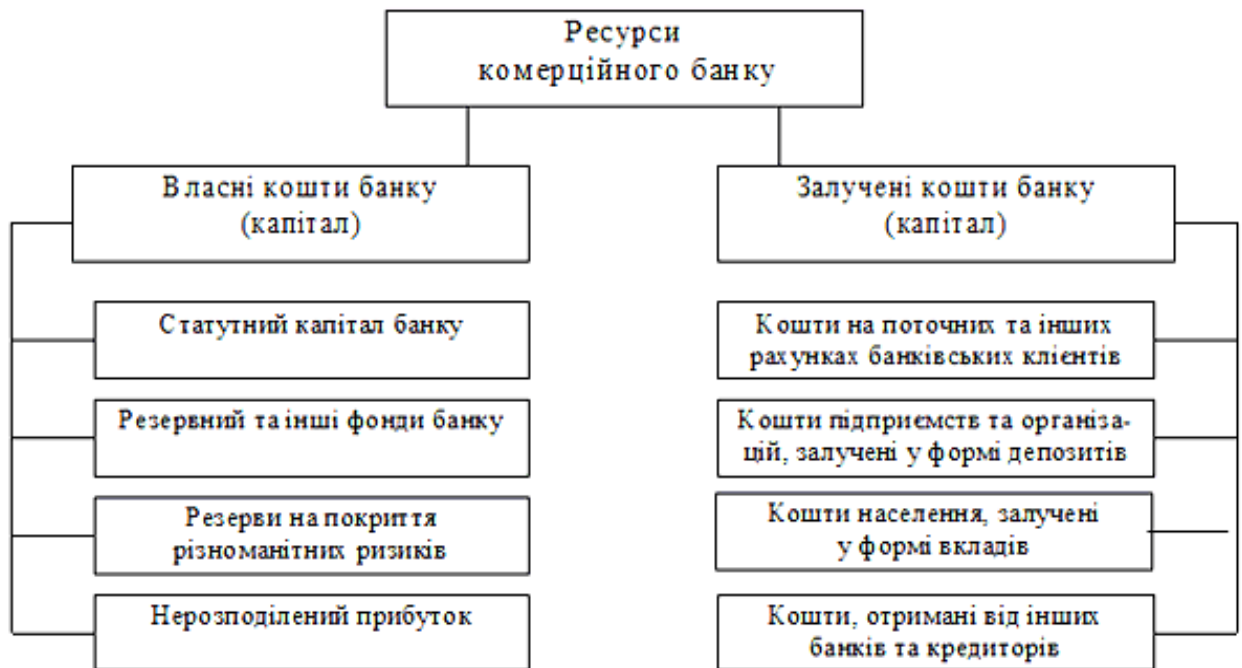 Ресурси
комерційного банку
Власні кошти банку
(капітал)
Залучені кошти банку
(капітал)
Статутний капітал банку
Резервний та інші фонди банку
Резерви на покриття
різноманітних ризиків
Нерозподілений прибуток
Кошти на поточних та інших
рахунках банківських клієнтів
Кошти підприємств та організа-
цій, залучені у формі депозитів
Кошти населення, залучені
у формі вкладів
Кошти, отримані від інших
банків та кредиторів